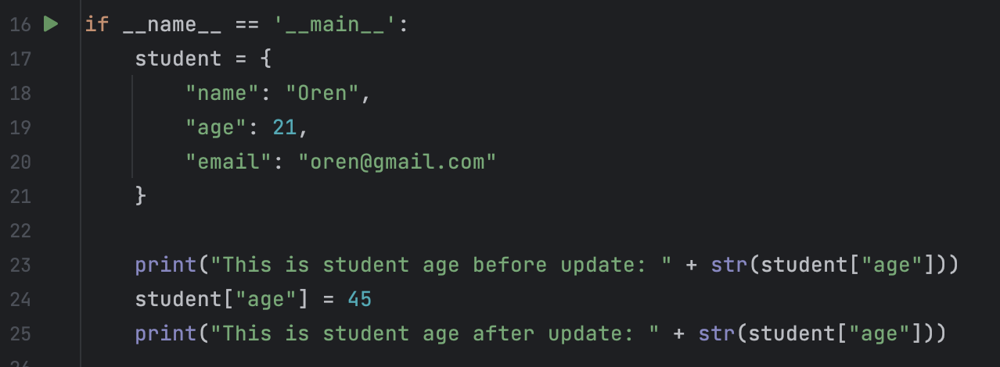 16 if __name__ == '__main__':
17     student = {
18         "name": "Oren",
19         "age": 21,
20         "email": "oren@gmail.com"
21     }
22
23     print("This is student age before update: " + str(student["age"]))
24     student["age"] = 45
25     print("This is student age after update: " + str(student["age"]))